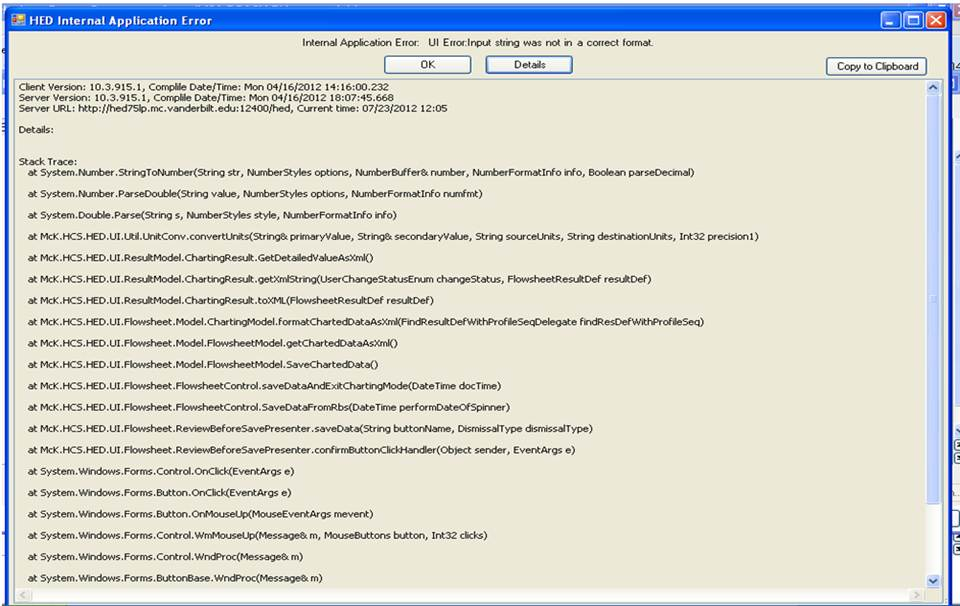 HED Internal Application Error
Internal Application Error:   UI Error:Input string was not in a correct format.
OK
Details
Copy to Clipboard
Client Version: 10.3.915.1, Complile Date/Time: Mon 04/16/2012 14:16:00.232
Server Version: 10.3.915.1, Complile Date/Time: Mon 04/16/2012 18:07:45.668
Server URL: http://hed75lp.mc.vanderbilt.edu:12400/hed, Current time: 07/23/2012 12:05
Details:
Stack Trace:
at System.Number.StringToNumber(String str, NumberStyles options, NumberBuffer& number, NumberFormatInfo info, Boolean parseDecimal)
at System.Number.ParseDouble(String value, NumberStyles options, NumberFormatInfo numfmt)
at System.Double.Parse(String s, NumberStyles style, NumberFormatInfo info)
at McK.HCS.HED.UI.Util.UnitConv.convertUnits(String& primaryValue, String& secondaryValue, String sourceUnits, String destinationUnits, Int32 precision1)
at McK.HCS.HED.UI.ResultModel.ChartingResult.GetDetailedValueAsXml()
at McK.HCS.HED.UI.ResultModel.ChartingResult.getXmlString(UserChangeStatusEnum changeStatus, FlowsheetResultDef resultDef)
at McK.HCS.HED.UI.ResultModel.ChartingResult.toXML(FlowsheetResultDef resultDef)
at McK.HCS.HED.UI.Flowsheet.Model.ChartingModel.formatChartedDataAsXml(FindResultDefWithProfileSeqDelegate findResDefWithProfileSeq)
at McK.HCS.HED.UI.Flowsheet.Model.FlowsheetModel.getChartedDataAsXml()
at McK.HCS.HED.UI.Flowsheet.Model.FlowsheetModel.SaveChartedData()
at McK.HCS.HED.UI.Flowsheet.FlowsheetControl.saveDataAndExitChartingMode(DateTime docTime)
at McK.HCS.HED.UI.Flowsheet.FlowsheetControl.SaveDataFromRbs(DateTime performDateOfSpinner)
at McK.HCS.HED.UI.Flowsheet.ReviewBeforeSavePresenter.saveData(String buttonName, DismissalType dismissalType)
at McK.HCS.HED.UI.Flowsheet.ReviewBeforeSavePresenter.confirmButtonClickHandler(Object sender, EventArgs e)
at System.Windows.Forms.Control.OnClick(EventArgs e)
at System.Windows.Forms.Button.OnClick(EventArgs e)
at System.Windows.Forms.Button.OnMouseUp(MouseEventArgs mevent)
at System.Windows.Forms.Control.WmMouseUp(Message& m, MouseButtons button, Int32 clicks)
at System.Windows.Forms.Control.WndProc(Message& m)
at System.Windows.Forms.ButtonBase.WndProc(Message& m)